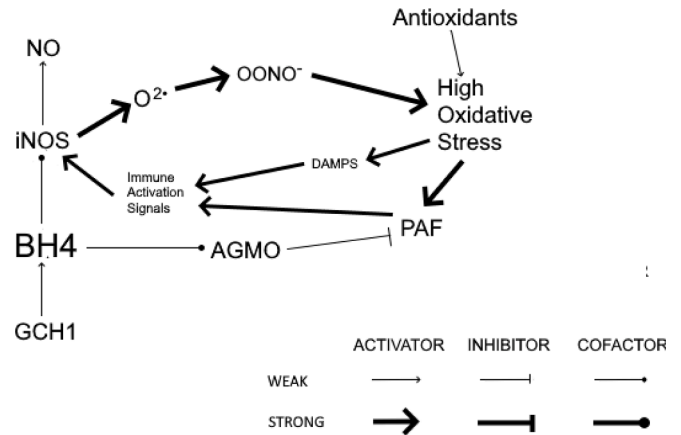 Antioxidants
NO
OONO⁻
O²•
High
Oxidative
Stress
iNOS
DAMPS
Immune
Activation
Signals
PAF
BH4
AGMO
GCH1
ACTIVATOR INHIBITOR COFACTOR
WEAK
STRONG